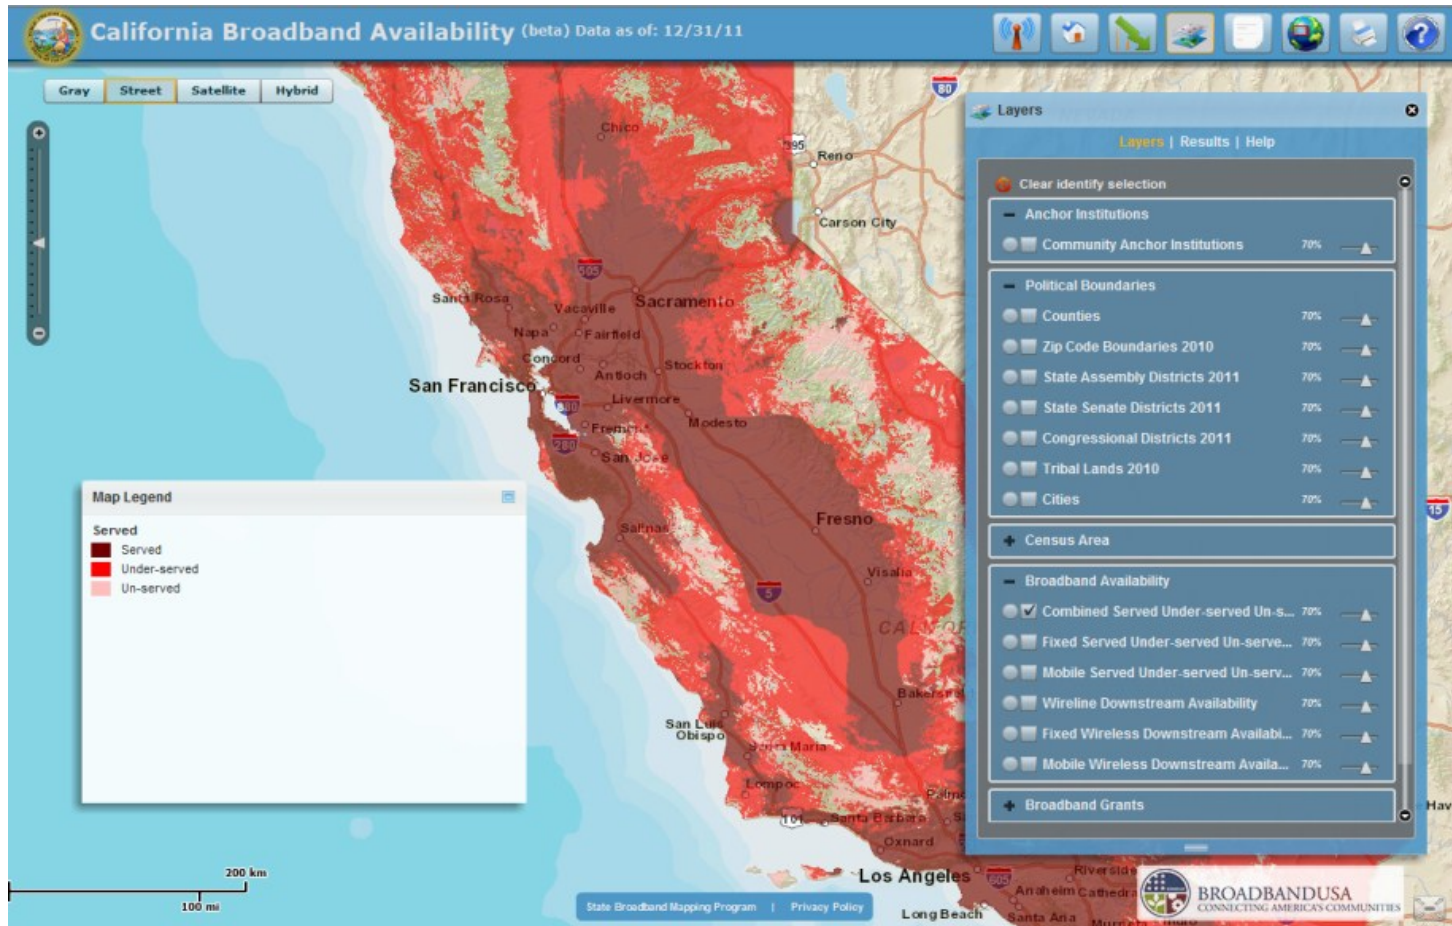 California Broadband Availability (beta) Data as of: 12/31/11
Gray Street Satellite Hybrid
Chico
80
395
Reno
Carson City
505
Santa Rosa
Vacaville
Sacramento
Napa
Fairfield
Concord
Antioch
Stockton
San Francisco
Livermore
Modesto
280
San Jose
Salinas
Fresno
5
Visalia
San Luis
Obispo
Santa Maria
Lompoc
101
Santa Barbara
Oxnard
Los Angeles
605
Riverside
Anaheim
Long Beach
Santa Ana
15
Map Legend
Served
Served
Under-served
Un-served
200 km
100 mi
Layers
Layers | Results | Help
Clear identify selection
Anchor Institutions
Community Anchor Institutions 70%
Political Boundaries
Counties 70%
Zip Code Boundaries 2010 70%
State Assembly Districts 2011 70%
State Senate Districts 2011 70%
Congressional Districts 2011 70%
Tribal Lands 2010 70%
Cities 70%
Census Area
Broadband Availability
Combined Served Under-served Un-s... 70%
Fixed Served Under-served Un-serve... 70%
Mobile Served Under-served Un-serv... 70%
Wireline Downstream Availability 70%
Fixed Wireless Downstream Availabi... 70%
Mobile Wireless Downstream Availa... 70%
Broadband Grants
State Broadband Mapping Program | Privacy Policy
BROADBANDUSA
CONNECTING AMERICA'S COMMUNITIES